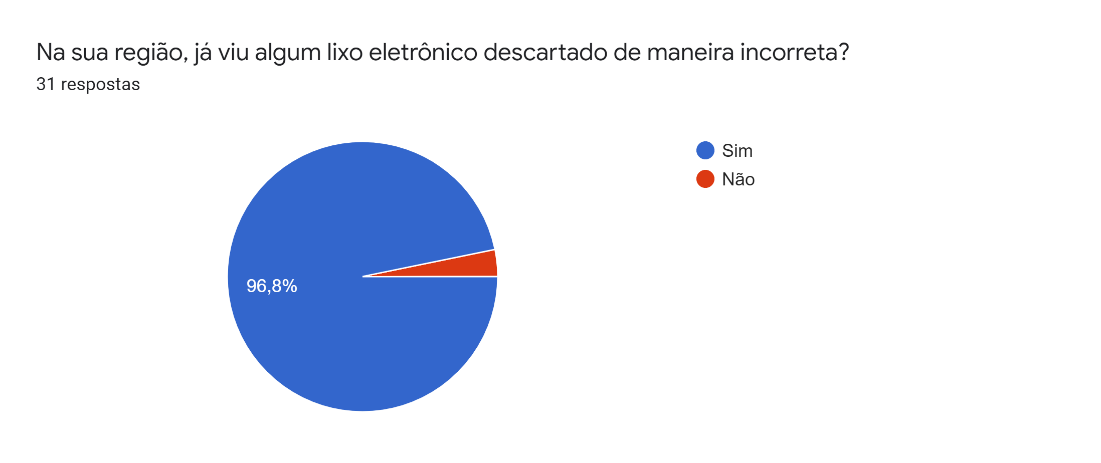 Na sua região, já viu algum lixo eletrônico descartado de maneira incorreta?
31 respostas
Sim
Não
96,8%